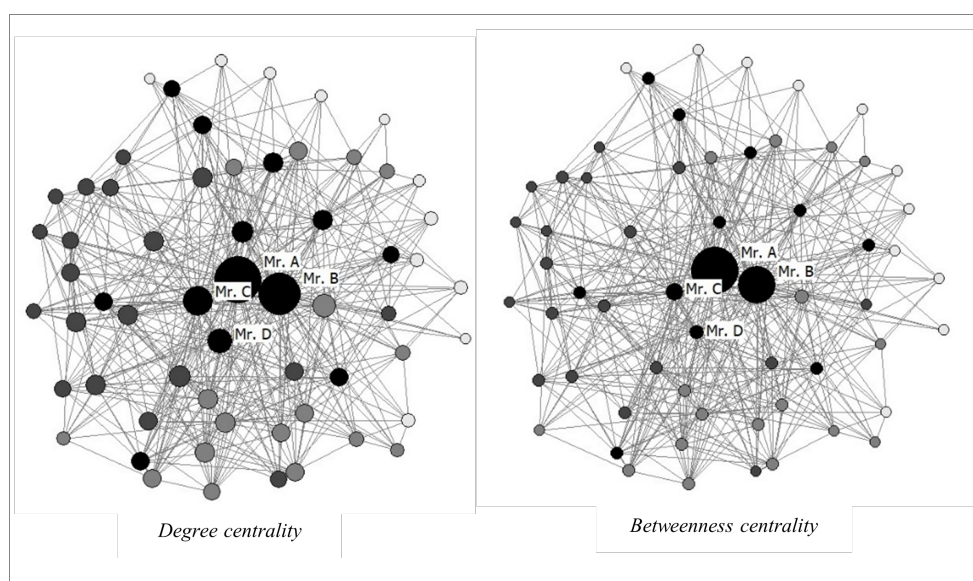 Mr. A
Mr. B
Mr. C
Mr. D
Degree centrality
Mr. A
Mr. B
Mr. C
Mr. D
Betweenness centrality